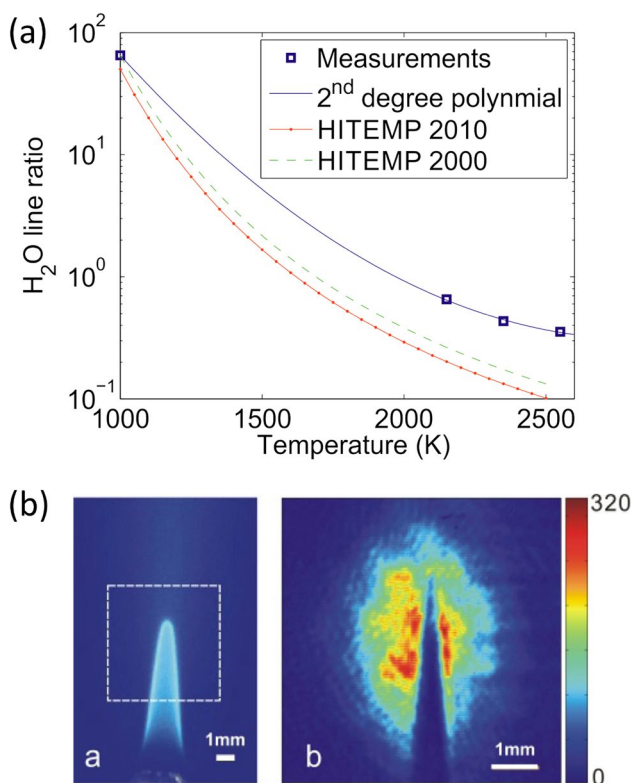 (a)
10²
10¹
10⁰
10⁻¹
H₂O line ratio
Measurements
2ⁿᵈ degree polynmial
HITEMP 2010
HITEMP 2000
1000 1500 2000 2500
Temperature (K)
(b)
a
1mm
b
1mm
320
0